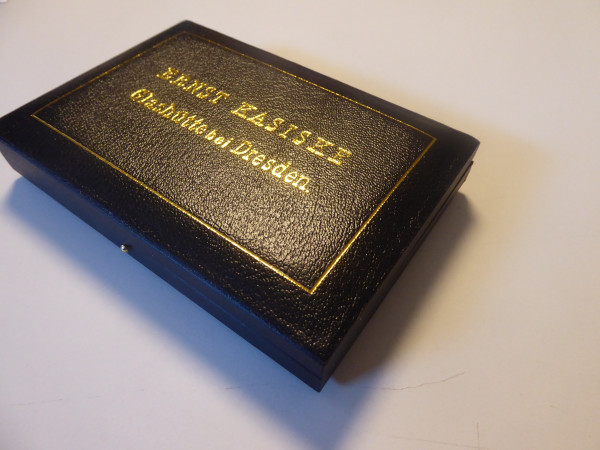 ERNST KASISKE
Glashütte bei Dresden